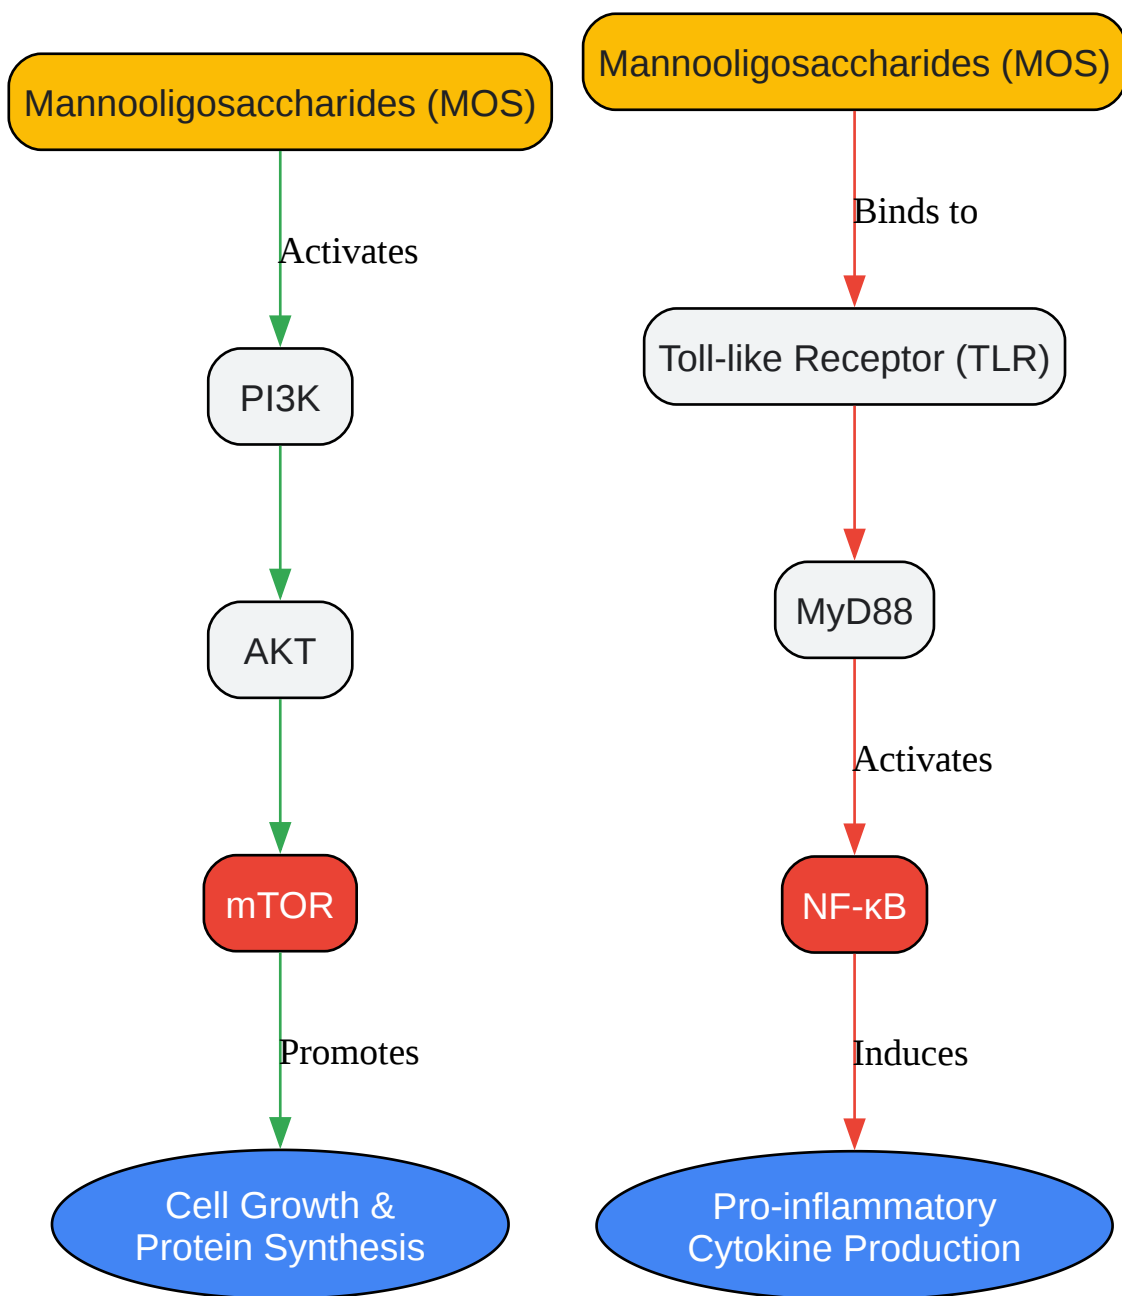 Mannooligosaccharides (MOS)
Activates
PI3K
AKT
mTOR
Promotes
Cell Growth &
Protein Synthesis
Mannooligosaccharides (MOS)
Binds to
Toll-like Receptor (TLR)
MyD88
Activates
NF-κB
Induces
Pro-inflammatory
Cytokine Production